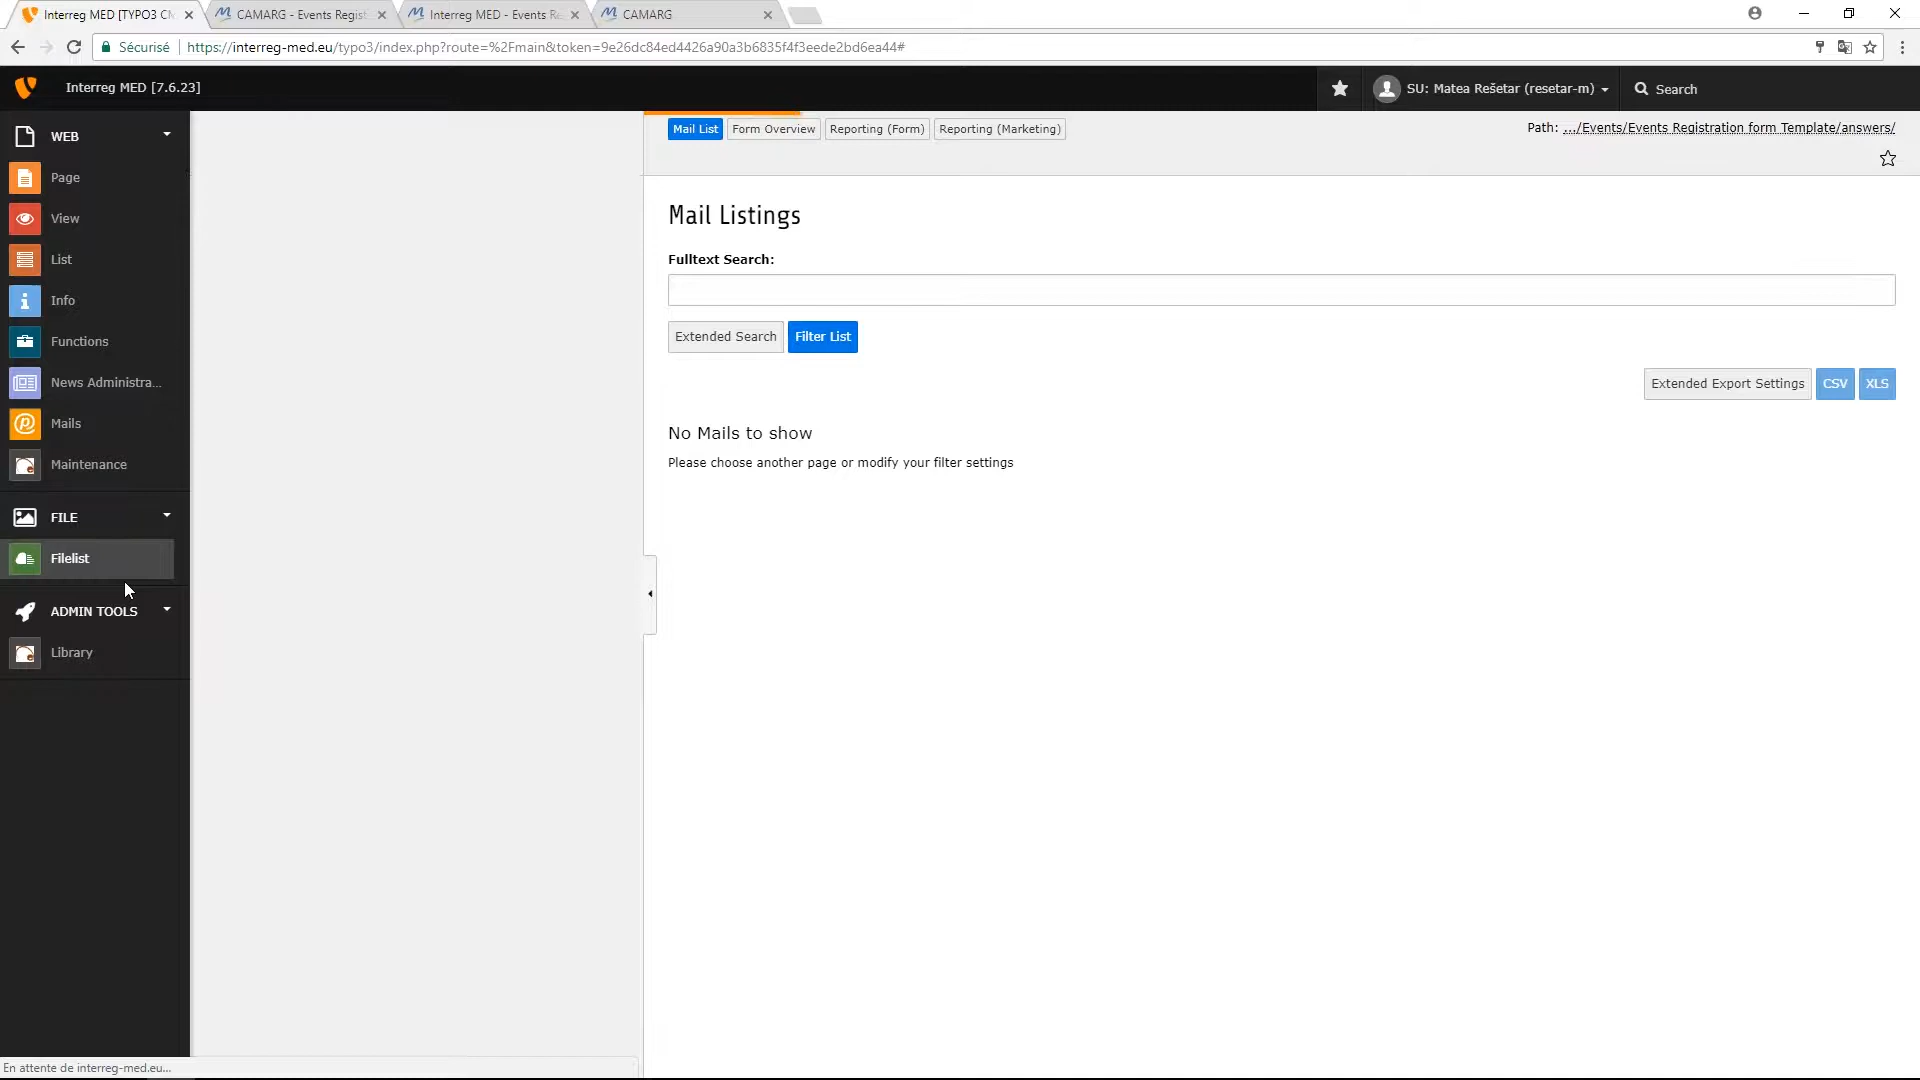 Interreg MED [TYPO3 CM
CAMARG - Events Regist
Interreg MED - Events Re
CAMARG
Sécurisé
https://interreg-med.eu/typo3/index.php?route=%2Fmain&token=9e26dc84ed4426a90a3b6835f4f3eede2bd6ea44#
Interreg MED [7.6.23]
SU: Matea Rešetar (resetar-m)
Search
WEB
Page
View
List
Info
Functions
News Administra...
Mails
Maintenance
FILE
Filelist
ADMIN TOOLS
Library
Mail List
Form Overview
Reporting (Form)
Reporting (Marketing)
Path: .../Events/Events Registration form Template/answers/
Mail Listings
Fulltext Search:
Extended Search
Filter List
Extended Export Settings
CSV
XLS
No Mails to show
Please choose another page or modify your filter settings
En attente de interreg-med.eu...